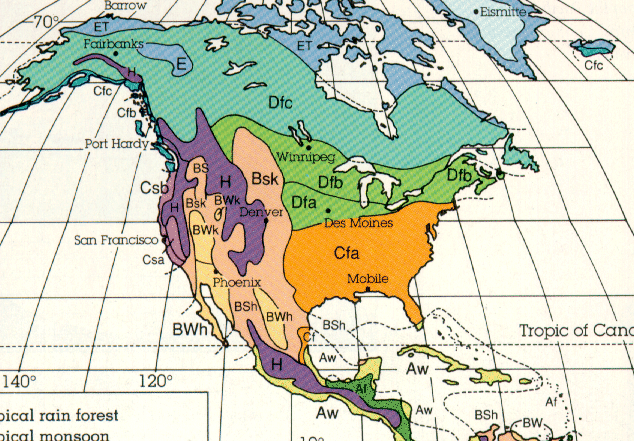 Barrow
Eismitte
70°
ET
Fairbanks
ET
E
H
Cfc
Cfc
Dfc
Cfb
Port Hardy
Winnipeg
BS
H
Bsk
Dfb
Dfb
Csb
Bsk
BWk
Dfa
H
Denver
Des Moines
BWk
San Francisco
Cfa
Csa
Mobile
Phoenix
BSh
BWh
BWh
BSh
Tropic of Canc
Cf
Aw
H
Aw
140°
120°
Af
Aw
Aw
Af
BSh
BW
pical rain forest
pical monsoon
10°